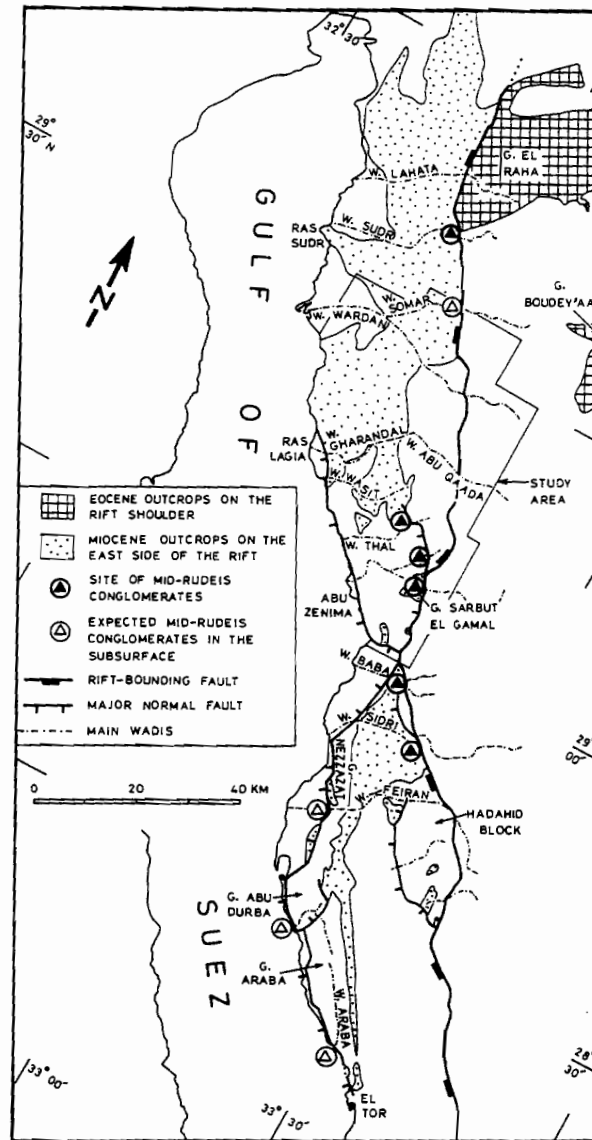 32°
30'
29°
30' N
G. EL
RAHA
W. LAHATA
W. SUDR
RAS
SUDR
G.
BOUDEY'AA
W. SOMAR
W. WARDAN
-N-
GULF OF
W.
GHARANDAL
RAS
LAGIA
W. ABU QAADA
W. WASIT
STUDY
AREA
W. THAL
ABU
ZENIMA
G. SARBUT
EL GAMAL
EOCENE OUTCROPS ON THE
RIFT SHOULDER
MIOCENE OUTCROPS ON THE
EAST SIDE OF THE RIFT
SITE OF MID-RUDEIS
CONGLOMERATES
EXPECTED MID-RUDEIS
CONGLOMERATES IN THE
SUBSURFACE
RIFT-BOUNDING FAULT
MAJOR NORMAL FAULT
MAIN WADIS
0 20 40 KM
W. BABA
W. SIDRI
29°
00'
G.
NEZZAZAT
W. FEIRAN
HADAHID
BLOCK
G. ABU
DURBA
SUEZ
G.
ARABA
W. ARABA
28°
30'
EL
TOR
33° 00'
33° 30'